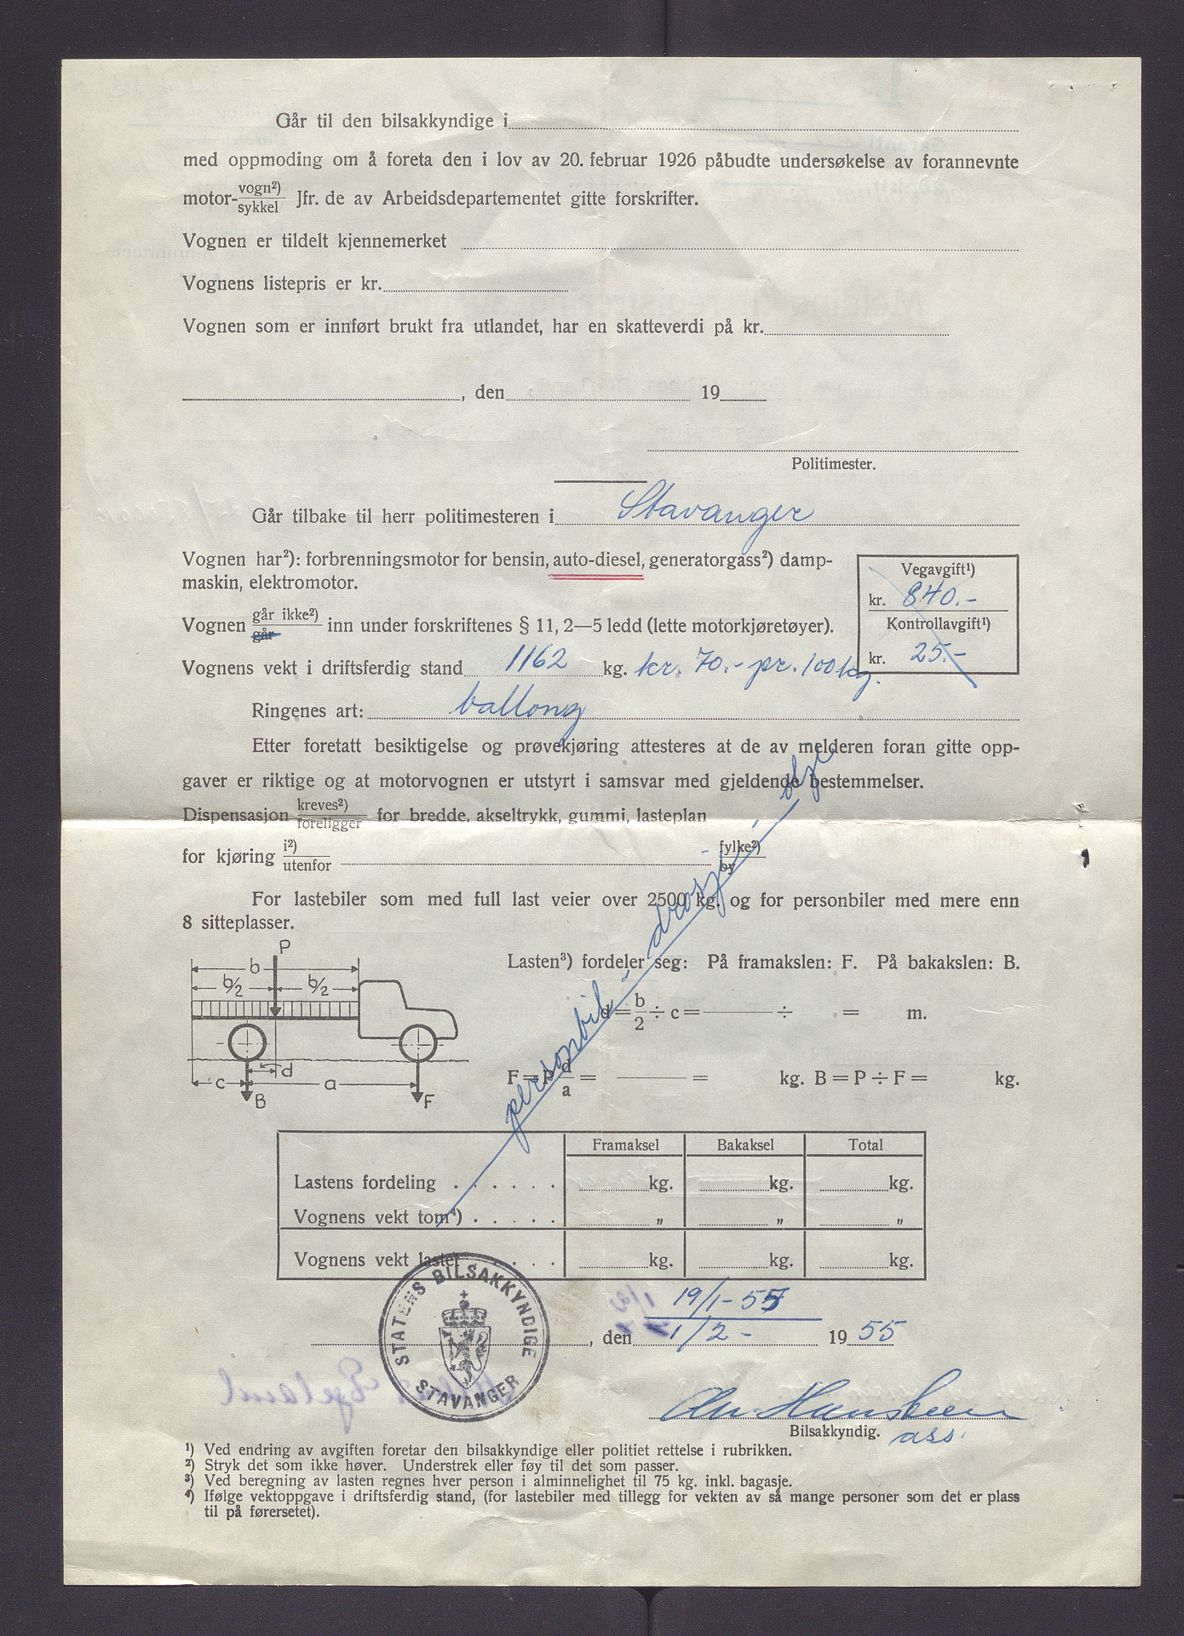 Går til den bilsakkyndige i
med oppmoding om å foreta den i lov av 20. februar 1926 påbudte undersøkelse av forannevnte
motor-vogn²)/sykkel Jfr. de av Arbeidsdepartementet gitte forskrifter.
Vognen er tildelt kjennemerket
Vognens listepris er kr.
Vognen som er innført brukt fra utlandet, har en skatteverdi på kr.
, den 19
Politimester.
Går tilbake til herr politimesteren i Stavanger
Vognen har²): forbrenningsmotor for bensin, auto-diesel, generatorgass²) damp-
maskin, elektromotor.
Vegavgift¹)
kr. 840.-
Kontrollavgift¹)
kr. 25.-
Vognen går ikke²)/går inn under forskriftenes § 11, 2—5 ledd (lette motorkjøretøyer).
Vognens vekt i driftsferdig stand 1162 kg. kr. 70.- pr. 100 kg.
Ringenes art: ballong
Etter foretatt besiktigelse og prøvekjøring attesteres at de av melderen foran gitte opp-
gaver er riktige og at motorvognen er utstyrt i samsvar med gjeldende bestemmelser.
Dispensasjon kreves²)/foreligger for bredde, akseltrykk, gummi, lasteplan
for kjøring i²)/utenfor fylke²)/by
For lastebiler som med full last veier over 2500 kg. og for personbiler med mere enn
8 sitteplasser.
personbil - drosje -
P
b
b/2 b/2
c d a
B F
Lasten³) fordeler seg: På framakslen: F. På bakakslen: B.
d = b/2 ÷ c = ÷ = m.
F = P d/a = = kg. B = P ÷ F = kg.
Framaksel Bakaksel Total
Lastens fordeling . . . . . . kg. kg. kg.
Vognens vekt tom⁴) . . . . . „ „ „
Vognens vekt lastet . . . . kg. kg. kg.
STATENS BILSAKKYNDIGE
STAVANGER
19/1-55
, den 1/2 - 19 55
Bilsakkyndig. ass.
¹) Ved endring av avgiften foretar den bilsakkyndige eller politiet rettelse i rubrikken.
²) Stryk det som ikke høver. Understrek eller føy til det som passer.
³) Ved beregning av lasten regnes hver person i alminnelighet til 75 kg. inkl. bagasje.
⁴) Ifølge vektoppgave i driftsferdig stand, (for lastebiler med tillegg for vekten av så mange personer som det er plass
til på førersetet).